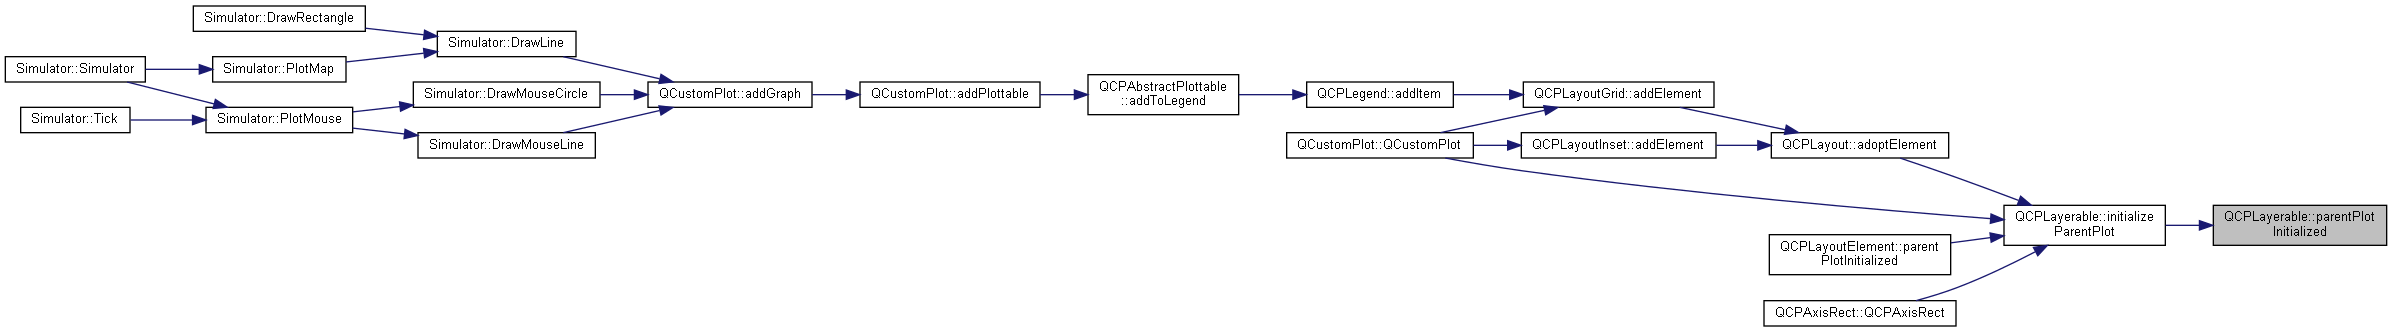 Simulator::DrawRectangle
Simulator::DrawLine
Simulator::Simulator
Simulator::PlotMap
Simulator::DrawMouseCircle
QCustomPlot::addGraph
QCustomPlot::addPlottable
QCPAbstractPlottable
::addToLegend
QCPLegend::addItem
QCPLayoutGrid::addElement
Simulator::Tick
Simulator::PlotMouse
Simulator::DrawMouseLine
QCustomPlot::QCustomPlot
QCPLayoutInset::addElement
QCPLayout::adoptElement
QCPLayerable::initialize
ParentPlot
QCPLayerable::parentPlot
Initialized
QCPLayoutElement::parent
PlotInitialized
QCPAxisRect::QCPAxisRect